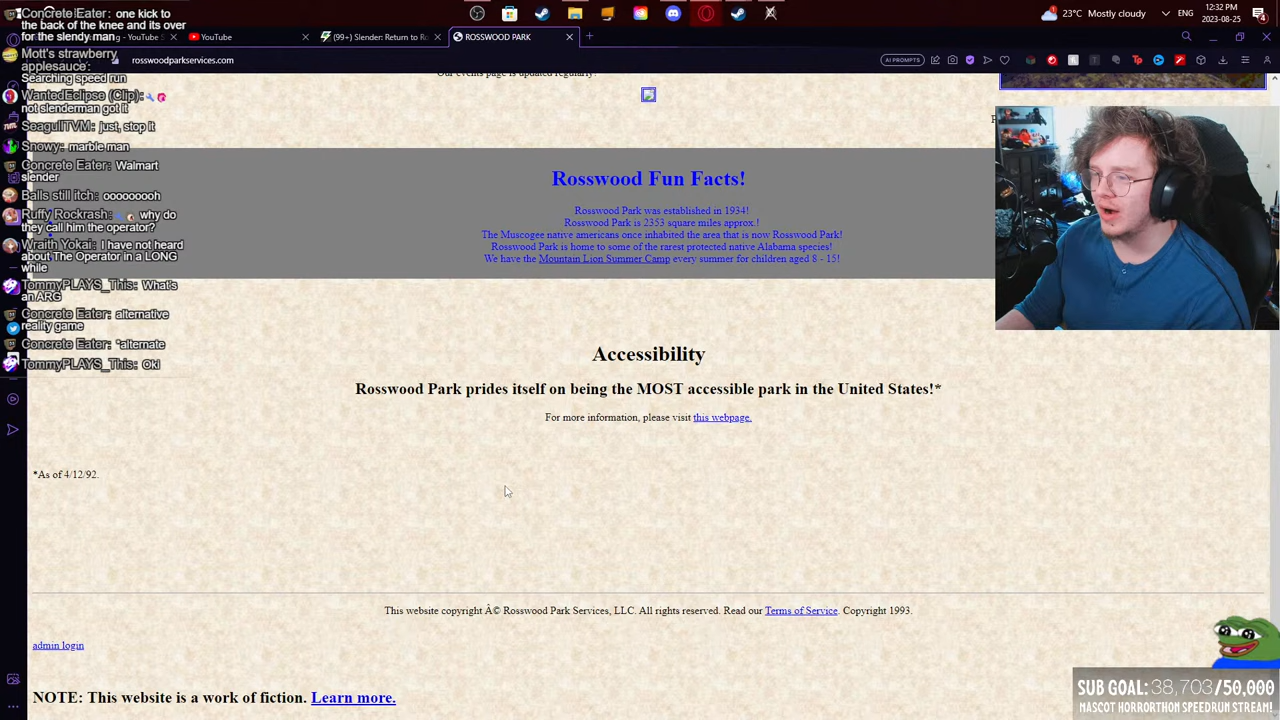 Concrete Eater: one kick to
the back of the knee and its over
for the slendy man
Mott's strawberry
applesauce:
Searching speed run
WantedEclipse (Clip):
not slenderman got it
SeagullTVM: just, stop it
Snowy: marble man
Concrete Eater: Walmart
slender
Balls still itch: ooooooooh
Ruffy Rockrash: why do
they call him the operator?
Wraith Yokai: I have not heard
about The Operator in a LONG
while
TommyPLAYS_This: What's
an ARG
Concrete Eater: alternative
reality game
Concrete Eater: *alternate
TommyPLAYS_This: Oki
YouTube
(99+) Slender: Return to Ro
ROSSWOOD PARK
23°C Mostly cloudy
ENG
12:32 PM
2023-08-25
rosswoodparkservices.com
AI PROMPTS
Our events page is updated regularly!
Rosswood Fun Facts!
Rosswood Park was established in 1934!
Rosswood Park is 2353 square miles approx.!
The Muscogee native americans once inhabited the area that is now Rosswood Park!
Rosswood Park is home to some of the rarest protected native Alabama species!
We have the Mountain Lion Summer Camp every summer for children aged 8 - 15!
Accessibility
Rosswood Park prides itself on being the MOST accessible park in the United States!*
For more information, please visit this webpage.
*As of 4/12/92.
This website copyright Â© Rosswood Park Services, LLC. All rights reserved. Read our Terms of Service. Copyright 1993.
admin login
NOTE: This website is a work of fiction. Learn more.
SUB GOAL: 38,703/50,000
MASCOT HORRORTHON SPEEDRUN STREAM!